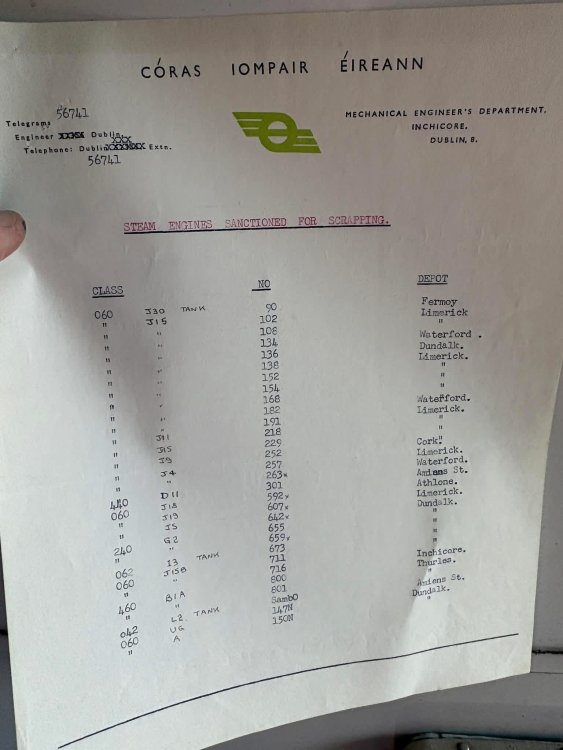 CÓRAS IOMPAIR ÉIREANN
56741
Telegrams
Engineer Dublin.
Telephone: Dublin Extn.
56741
MECHANICAL ENGINEER'S DEPARTMENT,
INCHICORE,
DUBLIN, 8.
STEAM ENGINES SANCTIONED FOR SCRAPPING.
CLASS NO DEPOT
060 J30 TANK 90 Fermoy
" J15 102 Limerick
" " 108 "
" " 134 Waterford .
" " 136 Dundalk.
" " 138 Limerick.
" " 152 "
" " 154 "
" " 168 "
" " 182 Waterford.
" " 191 Limerick.
" J11 218 "
" J15 229 "
" J9 252 Cork.
" J4 257 Limerick.
" " 263x Waterford.
440 D11 301 Amiens St.
060 J18 592x Athlone.
" J19 607x Limerick.
" J5 642x Dundalk.
240 G2 655 "
" " 659x "
062 I3 TANK 673 "
060 J15B 711 "
" " 716 Inchicore.
460 B1A 800 Thurles.
" " 801 "
042 L2. TANK SambO Amiens St.
060 UG 147N Dundalk.
" A 150N "